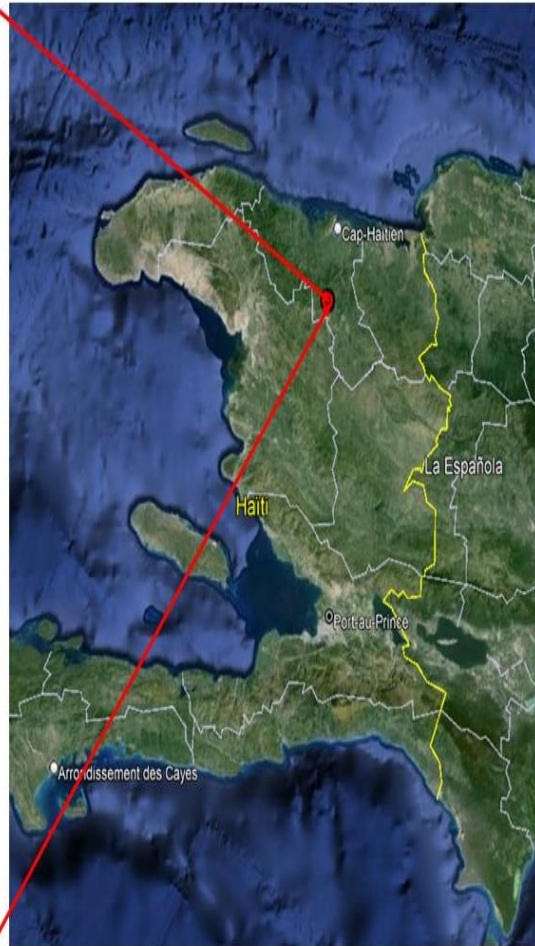 Cap-Haïtien
La Española
Haïti
Port-au-Prince
Arrondissement des Cayes